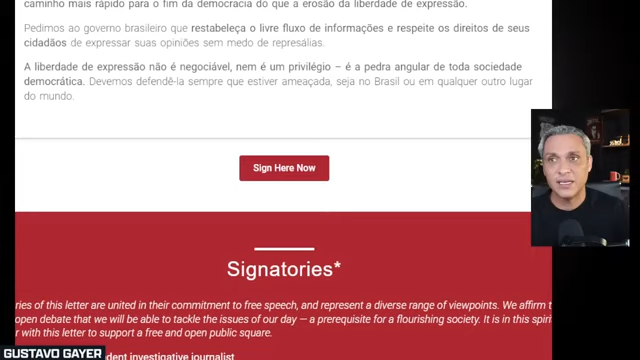 caminho mais rápido para o fim da democracia do que a erosão da liberdade de expressão.
Pedimos ao governo brasileiro que restabeleça o livre fluxo de informações e respeite os direitos de seus
cidadãos de expressar suas opiniões sem medo de represálias.
A liberdade de expressão não é negociável, nem é um privilégio – é a pedra angular de toda sociedade
democrática. Devemos defendê-la sempre que estiver ameaçada, seja no Brasil ou em qualquer outro lugar
do mundo.
Sign Here Now
Signatories*
ries of this letter are united in their commitment to free speech, and represent a diverse range of viewpoints. We affirm t
open debate that we will be able to tackle the issues of our day — a prerequisite for a flourishing society. It is in this spiri
r with this letter to support a free and open public square.
GUSTAVO GAYER
dent investigative journalist